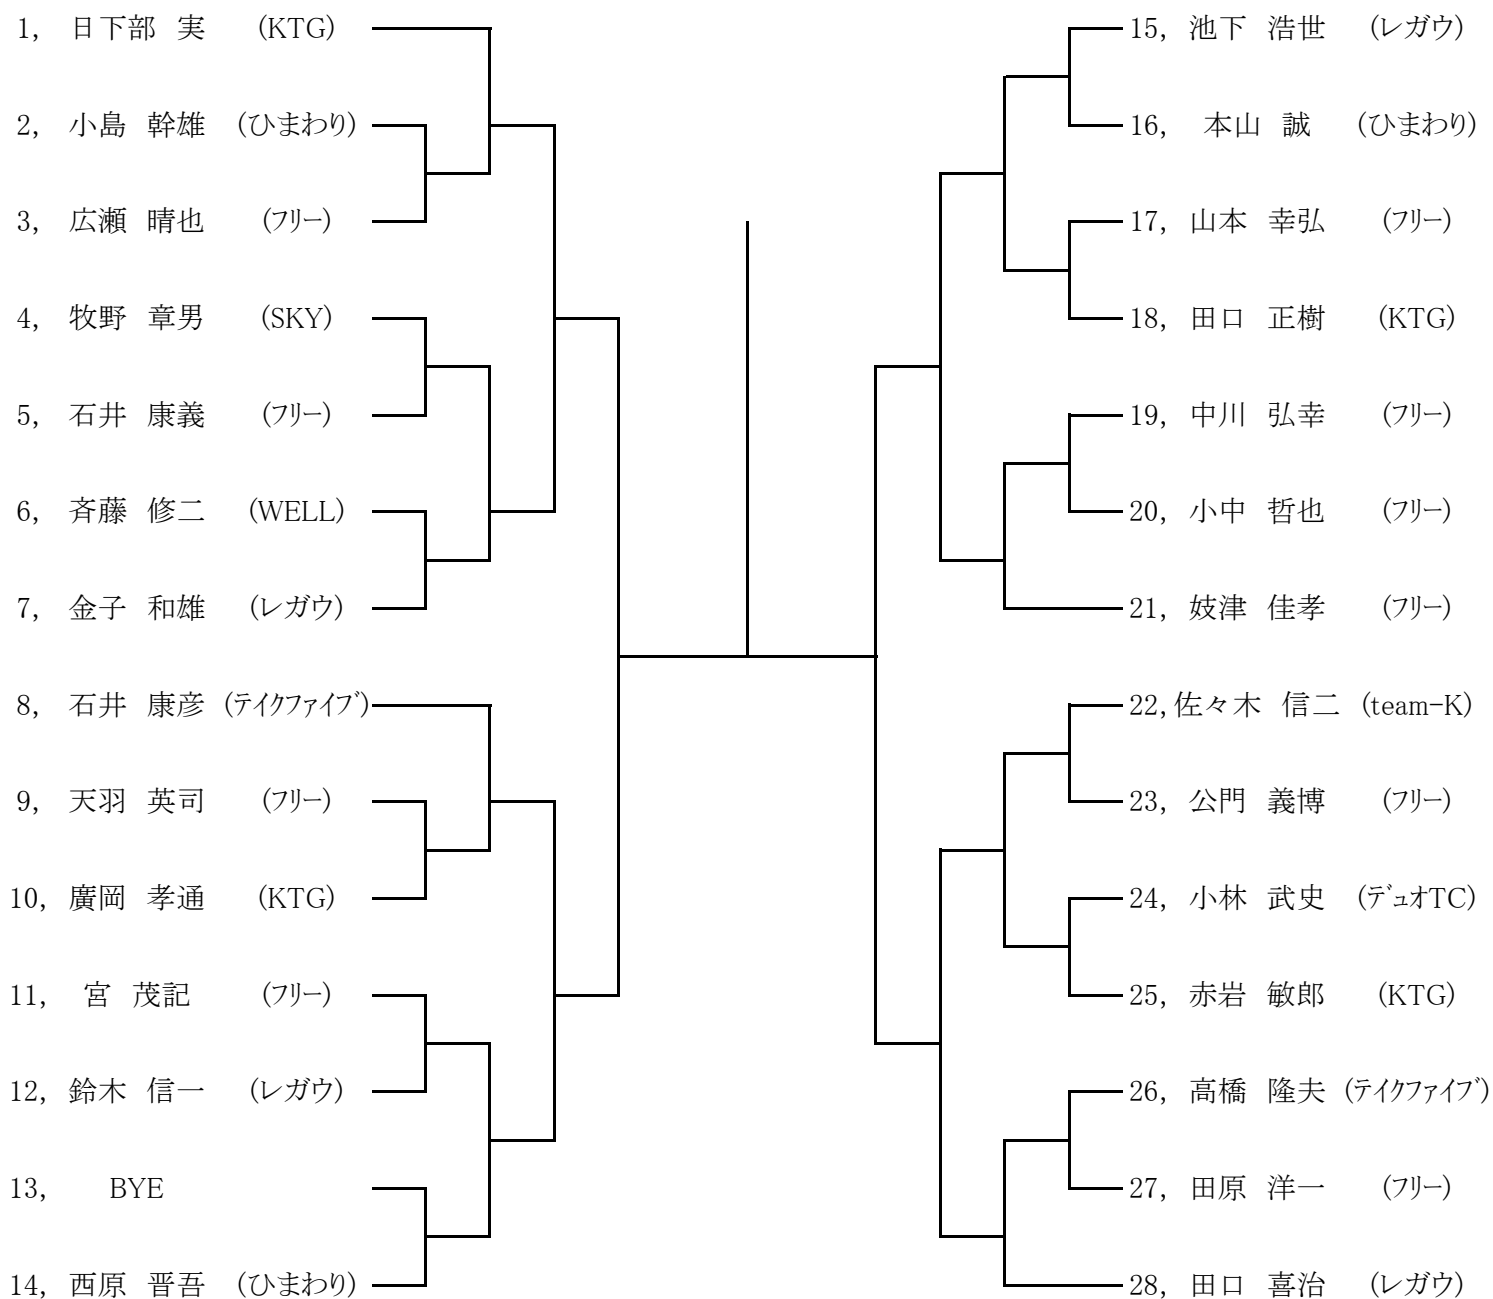 1, 日下部 実 (KTG)
2, 小島 幹雄 (ひまわり)
3, 広瀬 晴也 (ﾌﾘｰ)
4, 牧野 章男 (SKY)
5, 石井 康義 (ﾌﾘｰ)
6, 斉藤 修二 (WELL)
7, 金子 和雄 (レガウ)
8, 石井 康彦 (ﾃｲｸﾌｧｲﾌﾞ)
9, 天羽 英司 (ﾌﾘｰ)
10, 廣岡 孝通 (KTG)
11, 宮 茂記 (ﾌﾘｰ)
12, 鈴木 信一 (レガウ)
13, BYE
14, 西原 晋吾 (ひまわり)
15, 池下 浩世 (レガウ)
16, 本山 誠 (ひまわり)
17, 山本 幸弘 (ﾌﾘｰ)
18, 田口 正樹 (KTG)
19, 中川 弘幸 (ﾌﾘｰ)
20, 小中 哲也 (ﾌﾘｰ)
21, 妓津 佳孝 (ﾌﾘｰ)
22, 佐々木 信二 (team-K)
23, 公門 義博 (ﾌﾘｰ)
24, 小林 武史 (ﾃﾞｭｵTC)
25, 赤岩 敏郎 (KTG)
26, 高橋 隆夫 (ﾃｲｸﾌｧｲﾌﾞ)
27, 田原 洋一 (ﾌﾘｰ)
28, 田口 喜治 (レガウ)